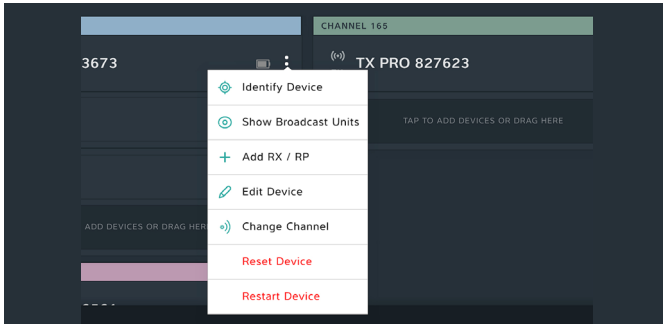 CHANNEL 165
3673
TX PRO 827623
Identify Device
Show Broadcast Units
TAP TO ADD DEVICES OR DRAG HERE
Add RX / RP
Edit Device
ADD DEVICES OR DRAG HER
Change Channel
Reset Device
Restart Device